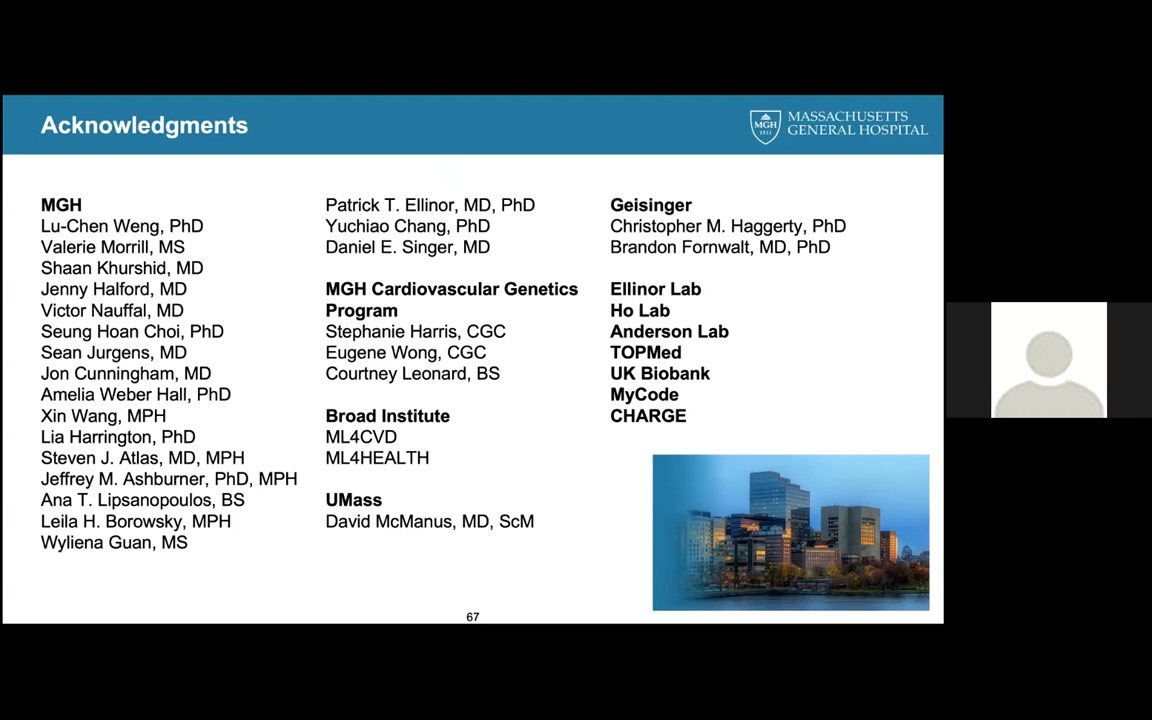 Acknowledgments
MGH
1811
MASSACHUSETTS
GENERAL HOSPITAL
MGH
Lu-Chen Weng, PhD
Valerie Morrill, MS
Shaan Khurshid, MD
Jenny Halford, MD
Victor Nauffal, MD
Seung Hoan Choi, PhD
Sean Jurgens, MD
Jon Cunningham, MD
Amelia Weber Hall, PhD
Xin Wang, MPH
Lia Harrington, PhD
Steven J. Atlas, MD, MPH
Jeffrey M. Ashburner, PhD, MPH
Ana T. Lipsanopoulos, BS
Leila H. Borowsky, MPH
Wyliena Guan, MS
Patrick T. Ellinor, MD, PhD
Yuchiao Chang, PhD
Daniel E. Singer, MD
MGH Cardiovascular Genetics
Program
Stephanie Harris, CGC
Eugene Wong, CGC
Courtney Leonard, BS
Broad Institute
ML4CVD
ML4HEALTH
UMass
David McManus, MD, ScM
Geisinger
Christopher M. Haggerty, PhD
Brandon Fornwalt, MD, PhD
Ellinor Lab
Ho Lab
Anderson Lab
TOPMed
UK Biobank
MyCode
CHARGE
67